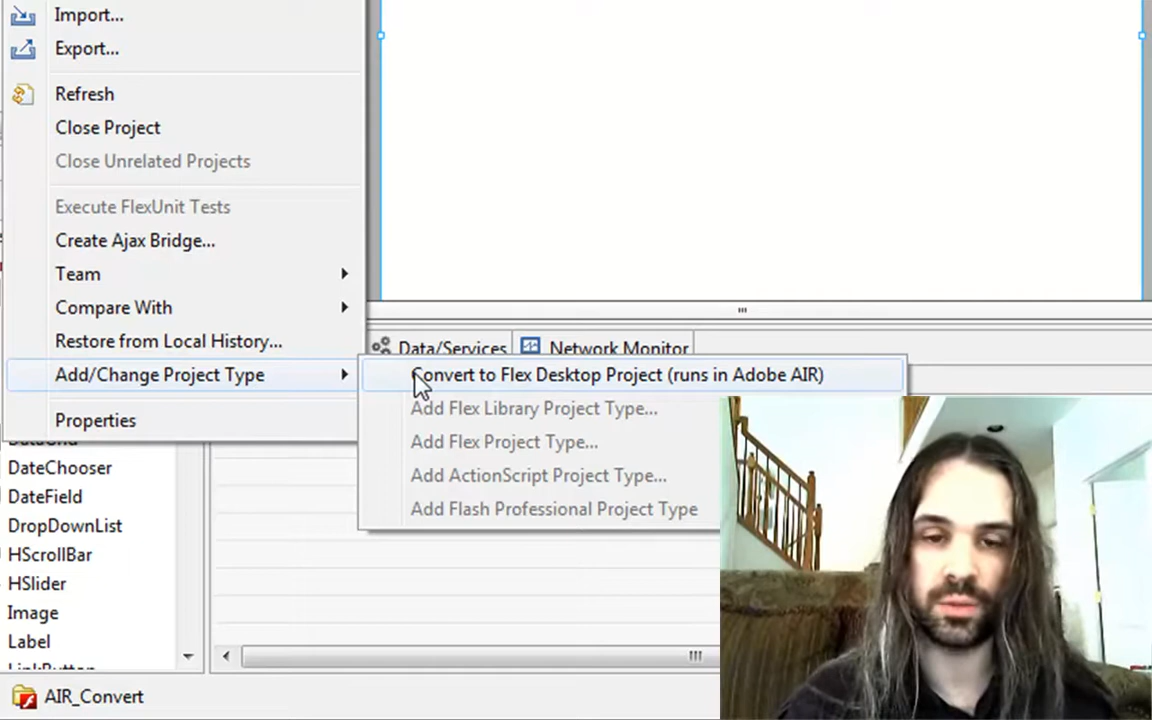 Import...
Export...
Refresh
Close Project
Close Unrelated Projects
Execute FlexUnit Tests
Create Ajax Bridge...
Team
Compare With
Restore from Local History...
Add/Change Project Type
Properties
Data/Services
Network Monitor
Convert to Flex Desktop Project (runs in Adobe AIR)
Add Flex Library Project Type...
Add Flex Project Type...
Add ActionScript Project Type...
Add Flash Professional Project Type
DateChooser
DateField
DropDownList
HScrollBar
HSlider
Image
Label
AIR_Convert